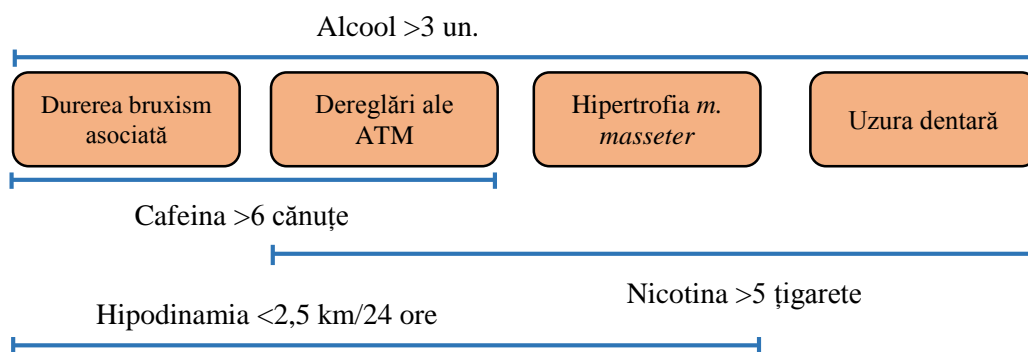 Alcool >3 un.
Durerea bruxism
asociată
Dereglări ale
ATM
Hipertrofia m.
masseter
Uzura dentară
Cafeina >6 cănuțe
Nicotina >5 țigarete
Hipodinamia <2,5 km/24 ore